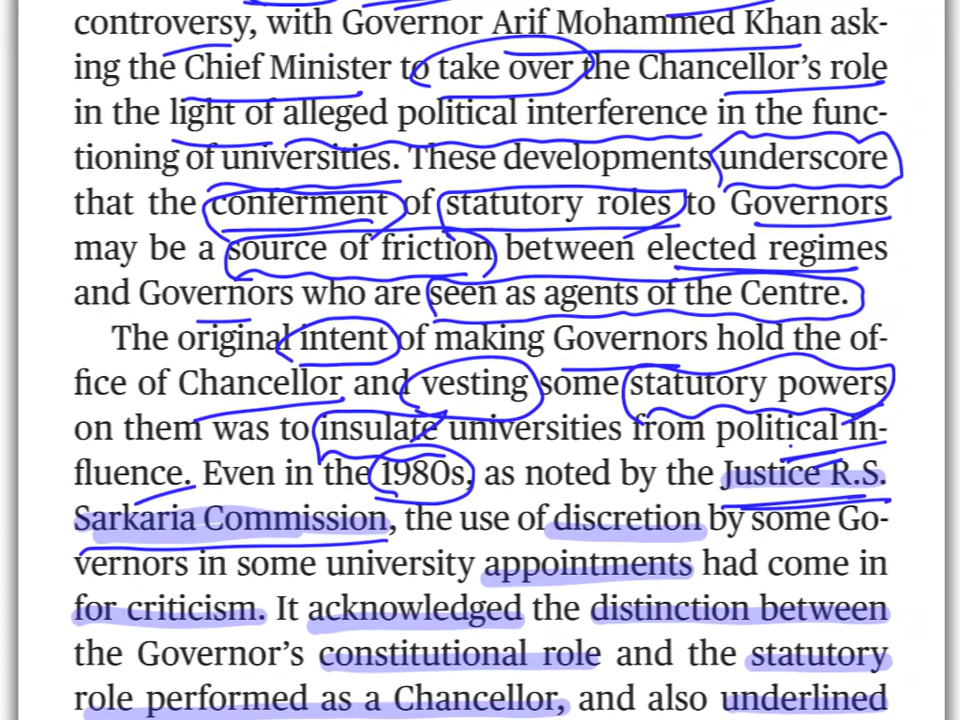 controversy, with Governor Arif Mohammed Khan ask-
ing the Chief Minister to take over the Chancellor's role
in the light of alleged political interference in the func-
tioning of universities. These developments underscore
that the conferment of statutory roles to Governors
may be a source of friction between elected regimes
and Governors who are seen as agents of the Centre.
The original intent of making Governors hold the of-
fice of Chancellor and vesting some statutory powers
on them was to insulate universities from political in-
fluence. Even in the 1980s, as noted by the Justice R.S.
Sarkaria Commission, the use of discretion by some Go-
vernors in some university appointments had come in
for criticism. It acknowledged the distinction between
the Governor's constitutional role and the statutory
role performed as a Chancellor, and also underlined